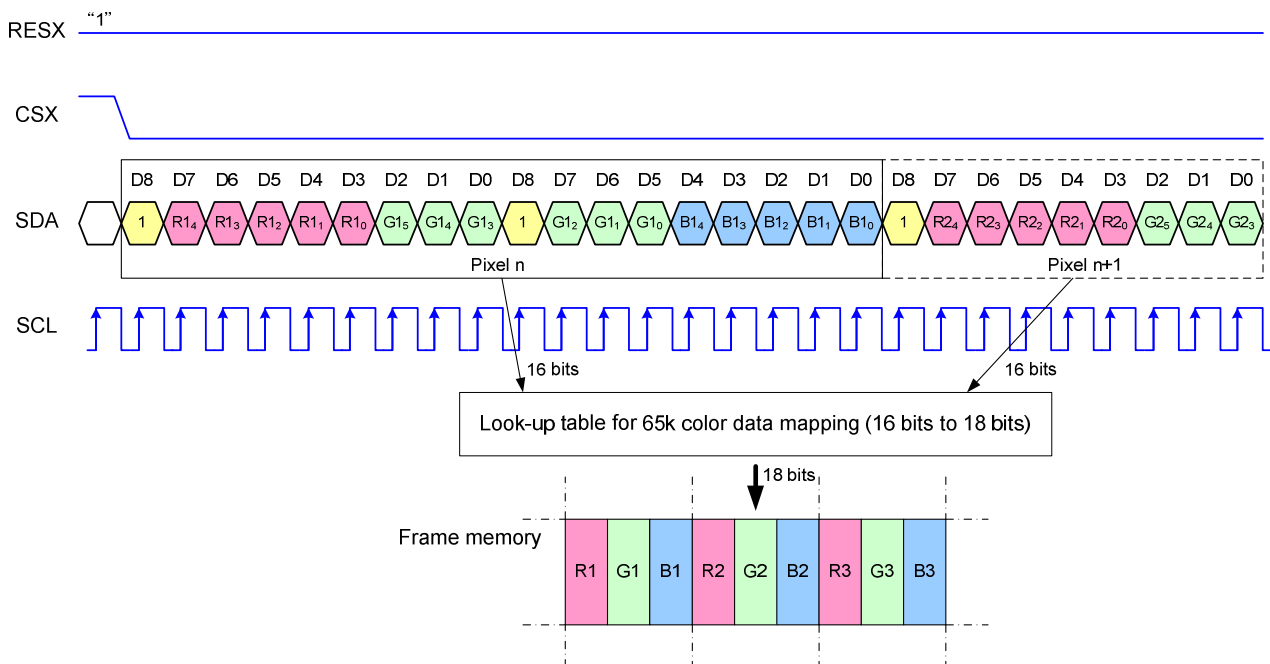 “1”
RESX
CSX
D8 D7 D6 D5 D4 D3 D2 D1 D0 D8 D7 D6 D5 D4 D3 D2 D1 D0 D8 D7 D6 D5 D4 D3 D2 D1 D0
SDA 1 R1₄ R1₃ R1₂ R1₁ R1₀ G1₅ G1₄ G1₃ 1 G1₂ G1₁ G1₀ B1₄ B1₃ B1₂ B1₁ B1₀ 1 R2₄ R2₃ R2₂ R2₁ R2₀ G2₅ G2₄ G2₃
Pixel n Pixel n+1
SCL
16 bits 16 bits
Look-up table for 65k color data mapping (16 bits to 18 bits)
18 bits
Frame memory
R1 G1 B1 R2 G2 B2 R3 G3 B3